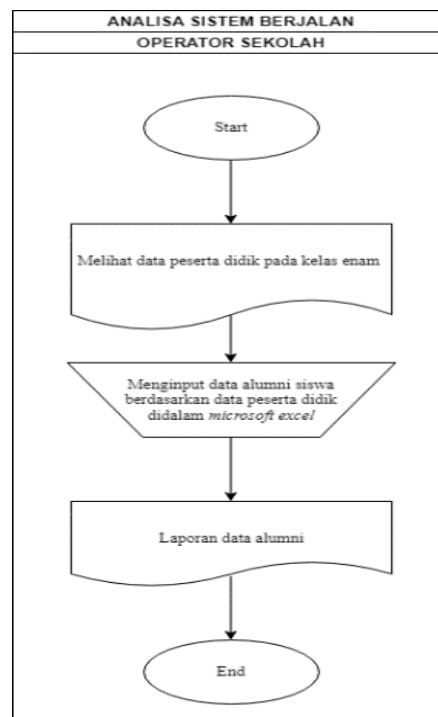 ANALISA SISTEM BERJALAN
OPERATOR SEKOLAH
Start
Melihat data peserta didik pada kelas enam
Menginput data alumni siswa
berdasarkan data peserta didik
didalam microsoft excel
Laporan data alumni
End